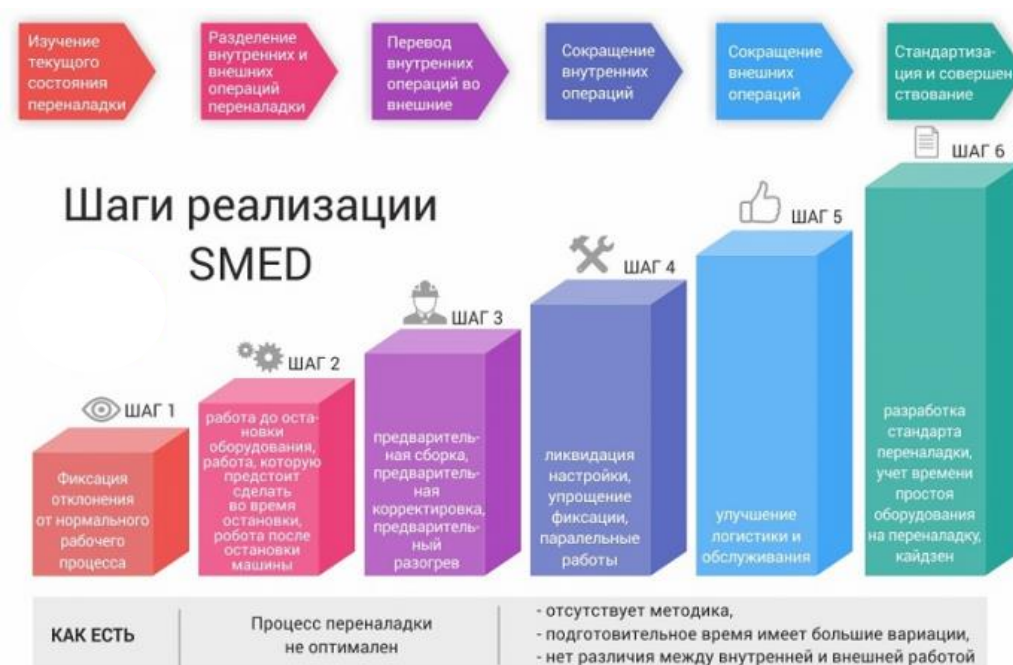 Изучение
текущего
состояния
переналадки
Разделение
внутренних и
внешних
операций
переналадки
Перевод
внутренних
операций во
внешние
Сокращение
внутренних
операций
Сокращение
внешних
операций
Стандартиза-
ция и совершен
ствование
Шаги реализации
SMED
ШАГ 1
ШАГ 2
ШАГ 3
ШАГ 4
ШАГ 5
ШАГ 6
Фиксация
отклонения
от нормального
рабочего
процесса
работа до оста-
новки
оборудования,
работа, которую
предстоит
сделать
во время
остановки,
робота после
остановки
машины
предваритель-
ная сборка,
предваритель-
ная
корректировка,
предваритель-
ный
разогрев
ликвидация
настройки,
упрощение
фиксации,
паралельные
работы
улучшение
логистики и
обслуживания
разработка
стандарта
переналадки,
учет времени
простоя
оборудования
на переналадку,
кайдзен
КАК ЕСТЬ
Процесс переналадки
не оптимален
- отсутствует методика,
- подготовительное время имеет большие вариации,
- нет различия между внутренней и внешней работой